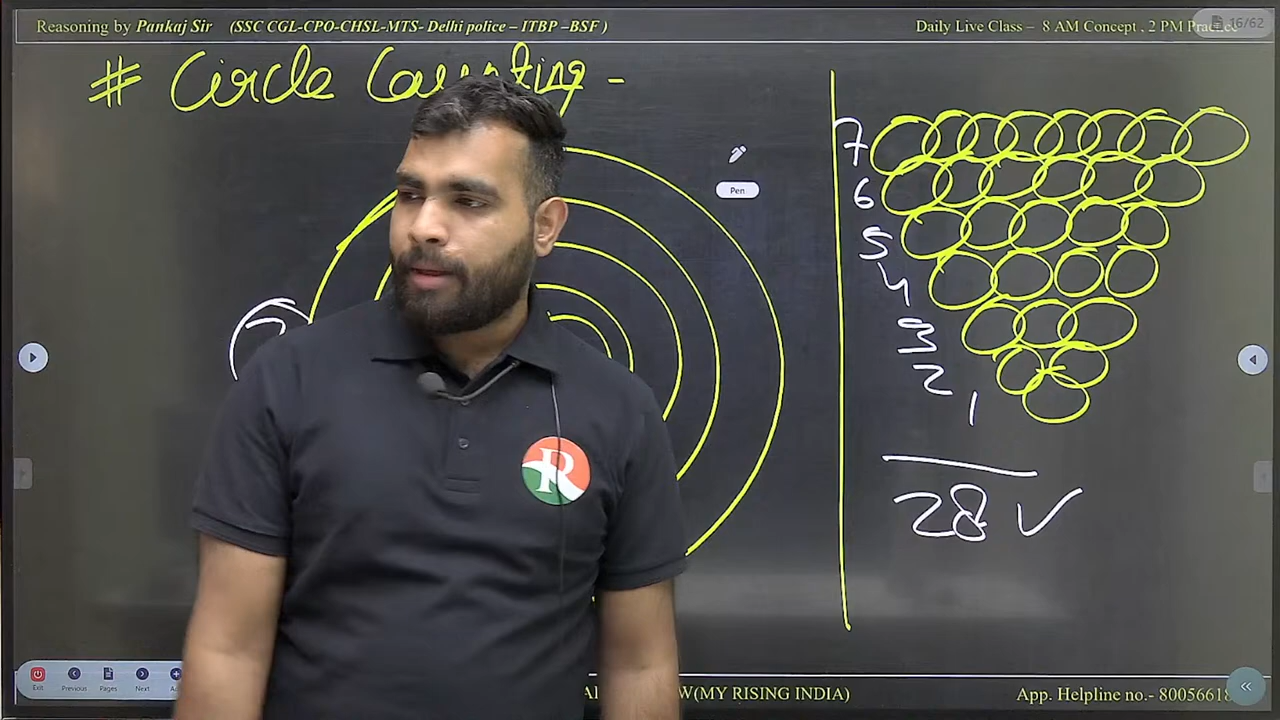 Reasoning by Pankaj Sir (SSC CGL-CPO-CHSL-MTS- Delhi police – ITBP –BSF )
Daily Live Class – 8 AM Concept , 2 PM Practice
16/62
# Circle Counting -
Pen
7
6
5
4
3
2
1
28 ✓
R
Exit
Previous
Pages
Next
W(MY RISING INDIA)
App. Helpline no.- 80056618